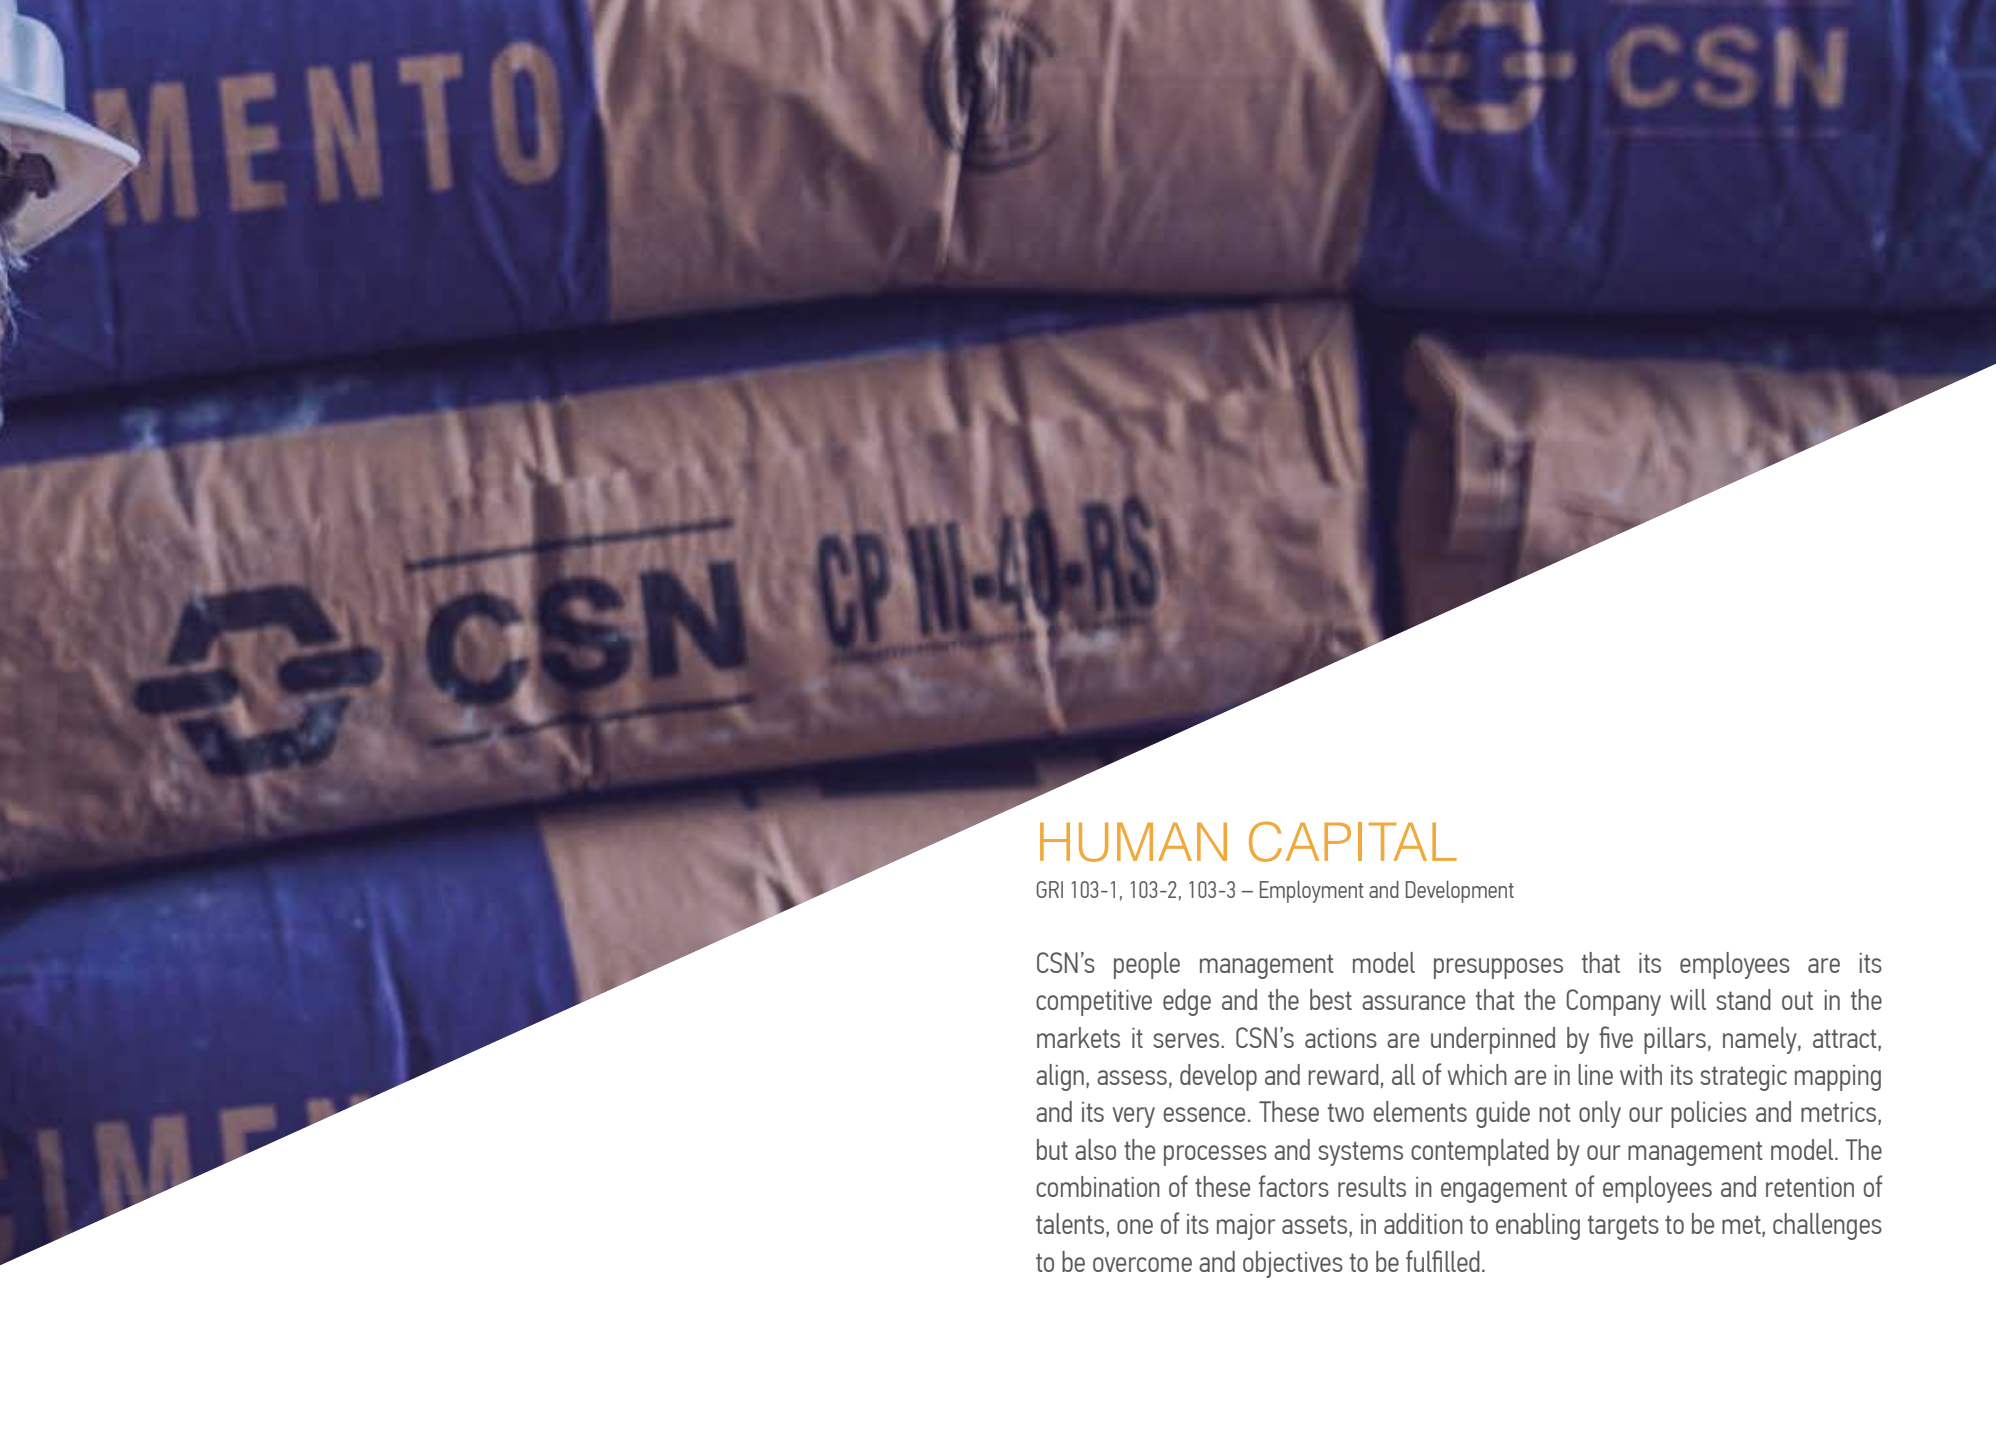 MENTO
CSN
CSN
CSN CP III-40-RS
CIMEN
HUMAN CAPITAL
GRI 103-1, 103-2, 103-3 – Employment and Development
CSN’s people management model presupposes that its employees are its
competitive edge and the best assurance that the Company will stand out in the
markets it serves. CSN’s actions are underpinned by five pillars, namely, attract,
align, assess, develop and reward, all of which are in line with its strategic mapping
and its very essence. These two elements guide not only our policies and metrics,
but also the processes and systems contemplated by our management model. The
combination of these factors results in engagement of employees and retention of
talents, one of its major assets, in addition to enabling targets to be met, challenges
to be overcome and objectives to be fulfilled.